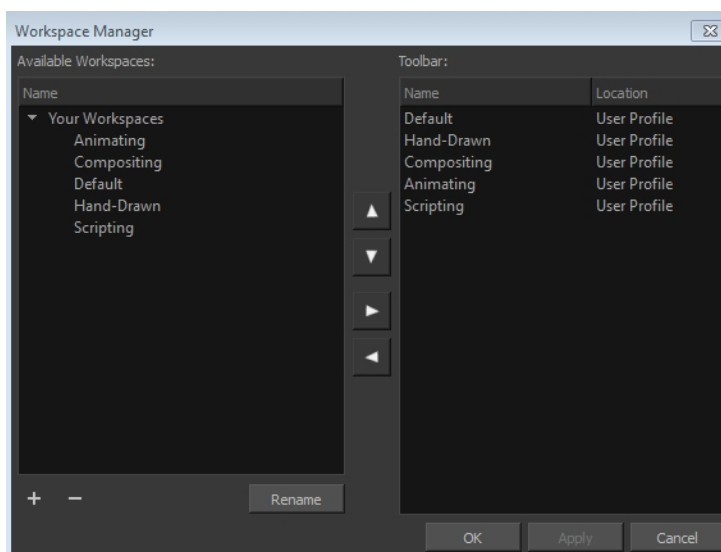 Workspace Manager
Available Workspaces:
Name
Your Workspaces
Animating
Compositing
Default
Hand-Drawn
Scripting
+ − Rename
Toolbar:
Name Location
Default User Profile
Hand-Drawn User Profile
Compositing User Profile
Animating User Profile
Scripting User Profile
OK Apply Cancel